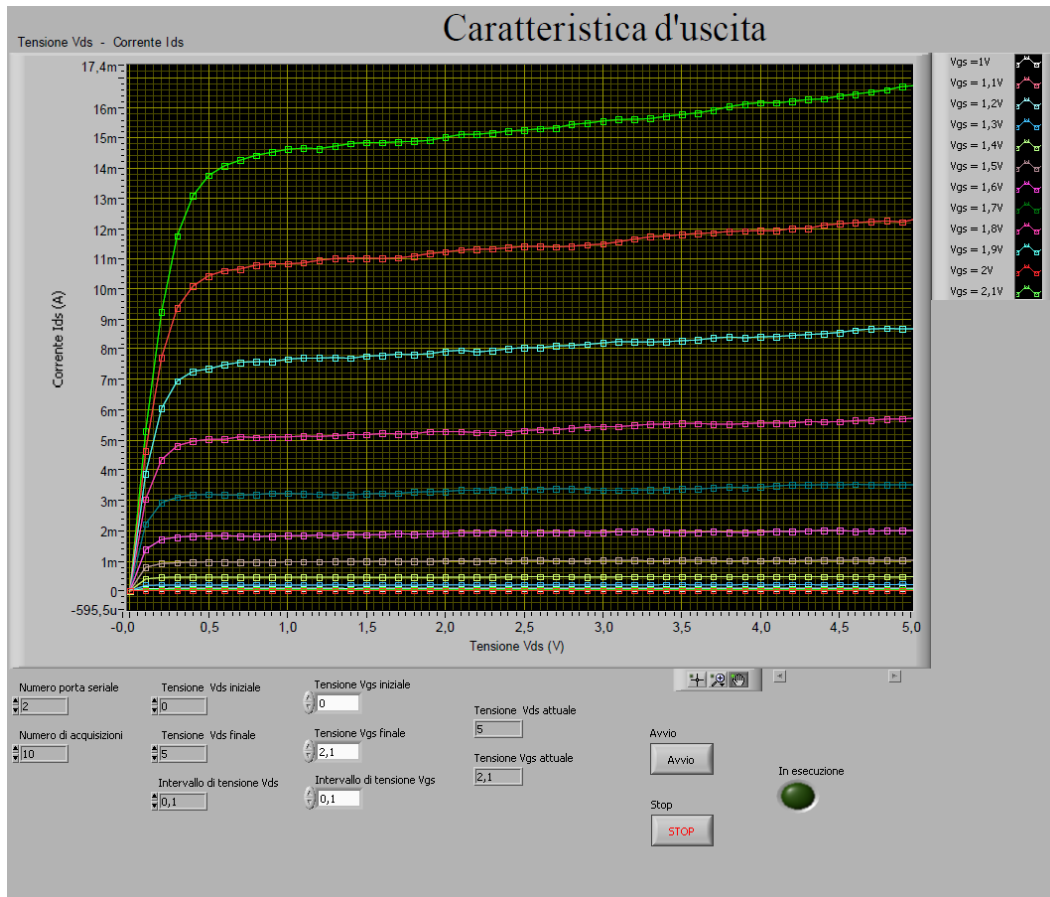 Caratteristica d'uscita
Tensione Vds - Corrente Ids
17,4m
16m
15m
14m
13m
12m
11m
10m
9m
8m
7m
6m
5m
4m
3m
2m
1m
0
-595,5u
Corrente Ids (A)
-0,0 0,5 1,0 1,5 2,0 2,5 3,0 3,5 4,0 4,5 5,0
Tensione Vds (V)
Vgs =1V
Vgs = 1,1V
Vgs = 1,2V
Vgs = 1,3V
Vgs = 1,4V
Vgs = 1,5V
Vgs = 1,6V
Vgs = 1,7V
Vgs = 1,8V
Vgs = 1,9V
Vgs = 2V
Vgs = 2,1V
Numero porta seriale
2
Numero di acquisizioni
10
Tensione Vds iniziale
0
Tensione Vds finale
5
Intervallo di tensione Vds
0,1
Tensione Vgs iniziale
0
Tensione Vgs finale
2,1
Intervallo di tensione Vgs
0,1
Tensione Vds attuale
5
Tensione Vgs attuale
2,1
Avvio
Avvio
Stop
STOP
In esecuzione